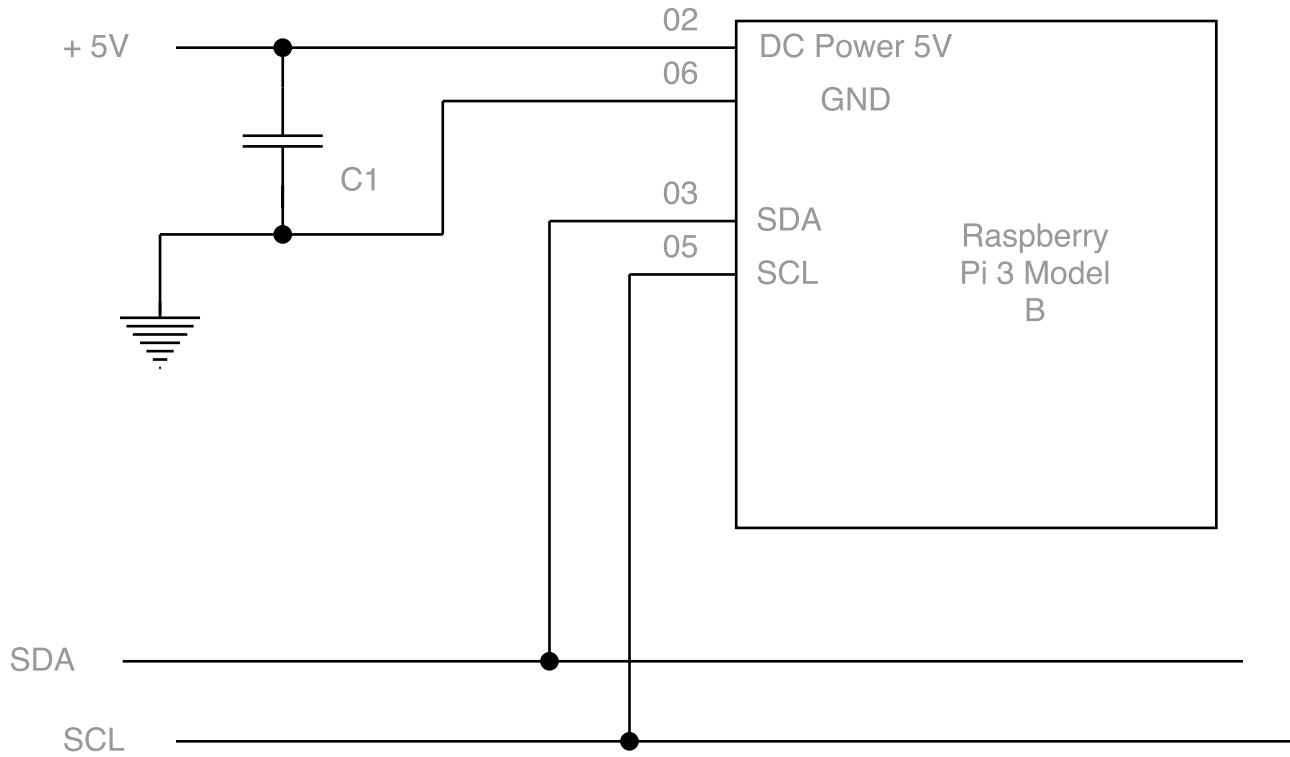 02
+ 5V
DC Power 5V
06
GND
C1
03
SDA
05
SCL
Raspberry
Pi 3 Model
B
SDA
SCL